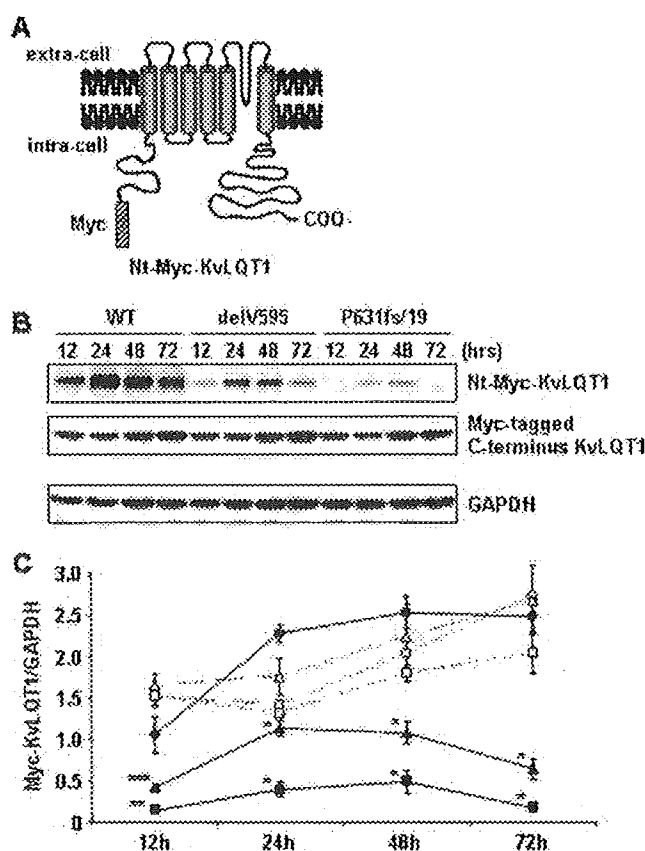 A
extra-cell
intra-cell
Myc
COO-
Nt-Myc-KvLQT1
B
WT delV595 P631fs/19
12 24 48 72 12 24 48 72 12 24 48 72 (hrs)
Nt-Myc-KvLQT1
Myc-tagged
C-terminus KvLQT1
GAPDH
C
Myc-KvLQT1/GAPDH
3.0
2.5
2.0
1.5
1.0
0.5
0
*** * * *
** * * *
12h 24h 48h 72h